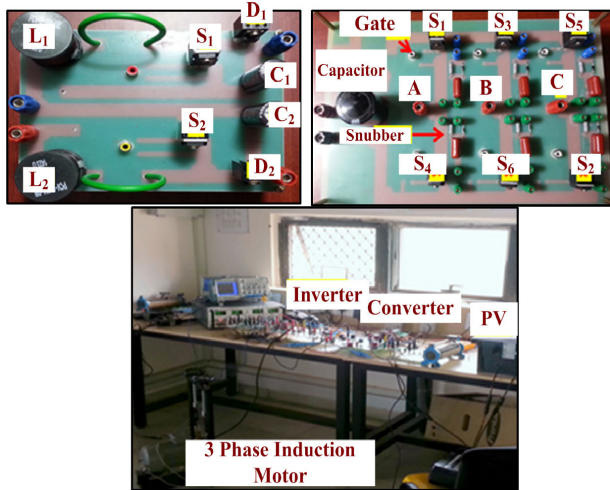 L1
S1
D1
C1
S2
C2
L2
D2
Gate
S1
S3
S5
Capacitor
A
B
C
Snubber
S4
S6
S2
Inverter
Converter
PV
3 Phase Induction
Motor